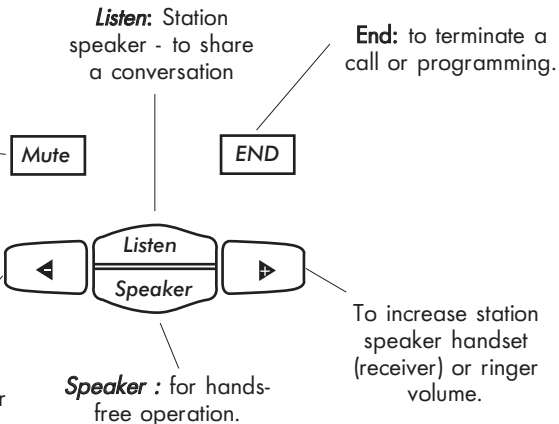 Listen: Station
speaker - to share
a conversation
End: to terminate a
call or programming.
Mute
END
Listen
Speaker
-
+
To increase station
speaker handset
(receiver) or ringer
volume.
Speaker : for hands-
free operation.
r